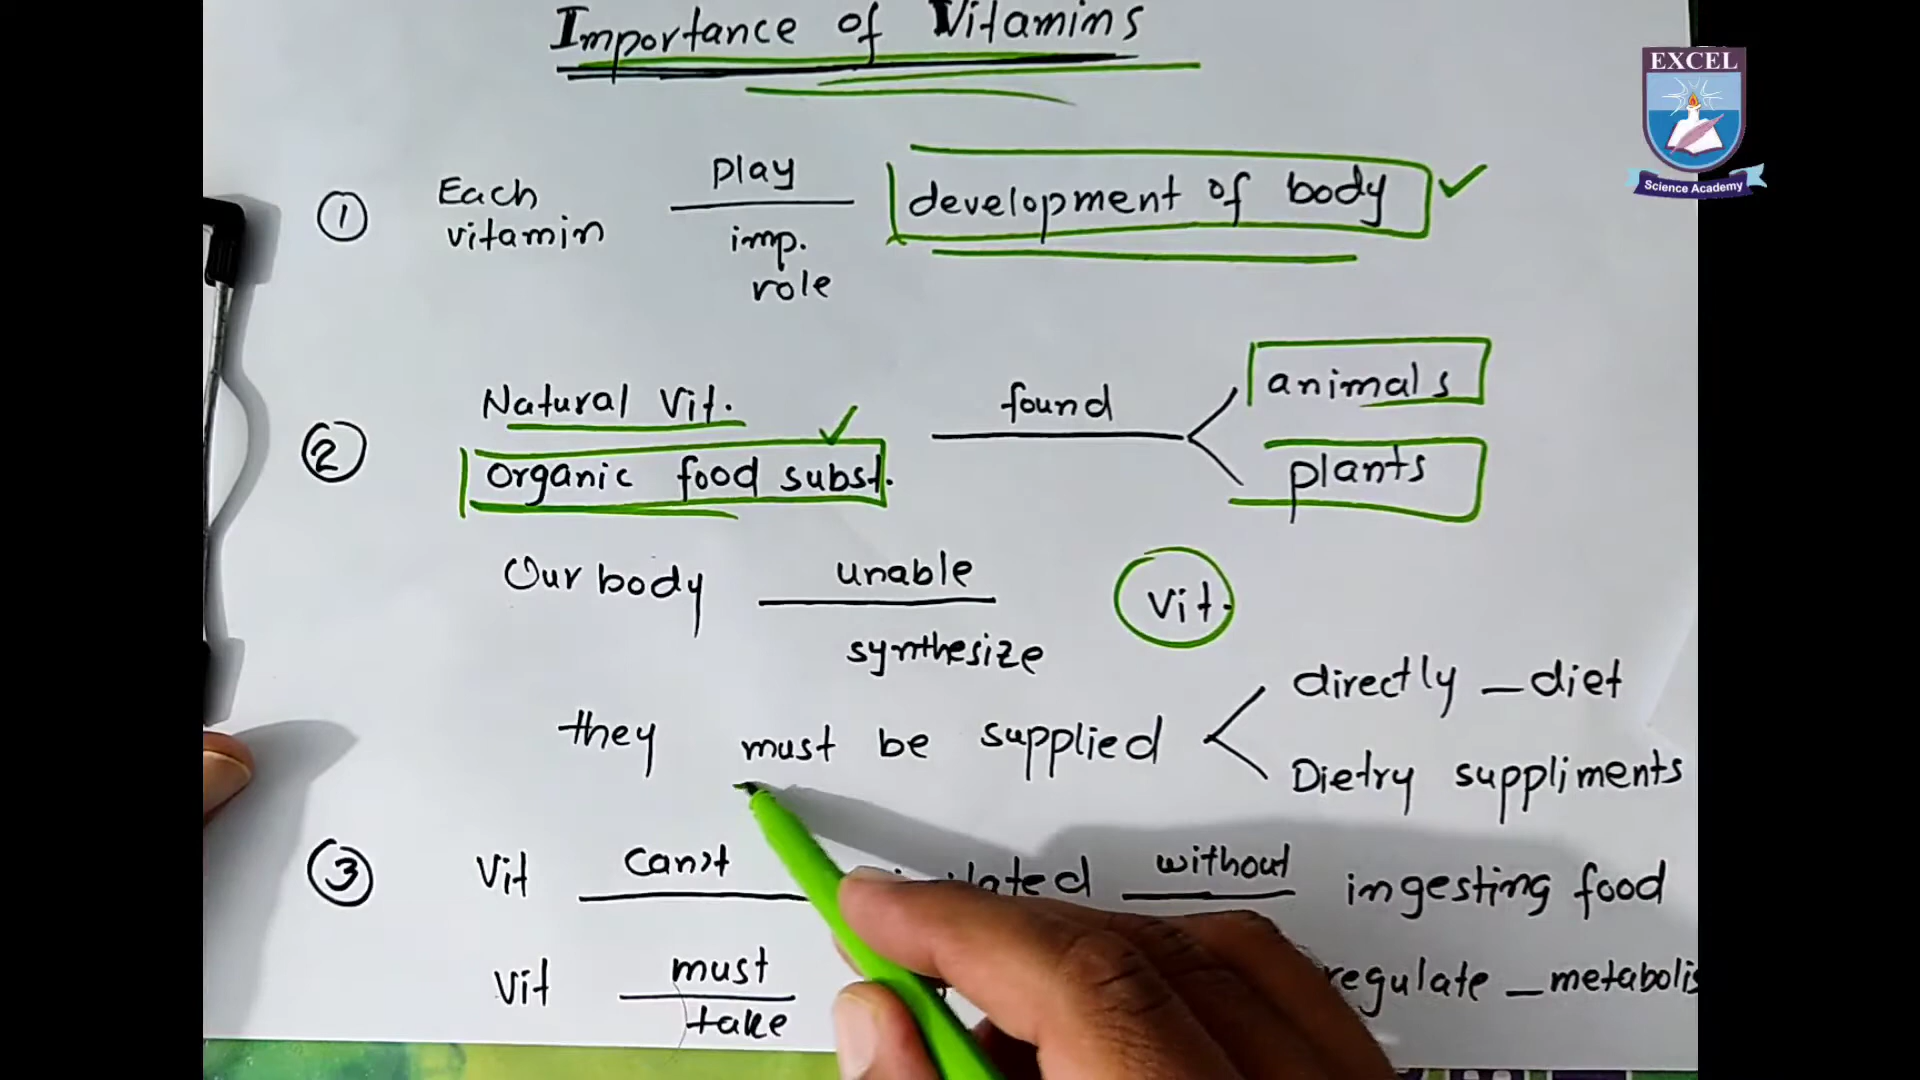 Importance of Vitamins
EXCEL
Science Academy
1 Each vitamin play imp. role development of body
2 Natural Vit. found animals
Organic food subst. plants
Our body unable synthesize Vit.
they must be supplied directly _ diet
Dietry suppliments
3 Vit can't without ingesting food
Vit must take regulate _ metabolis